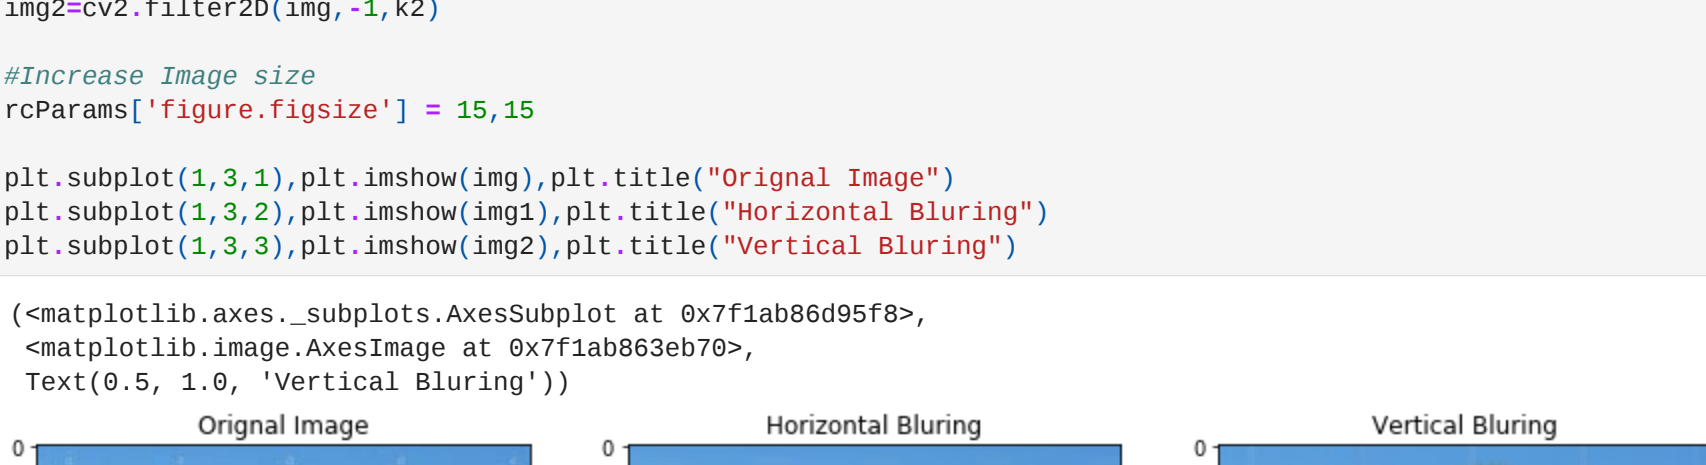 img2=cv2.filter2D(img,-1,k2)
#Increase Image size
rcParams['figure.figsize'] = 15,15
plt.subplot(1,3,1),plt.imshow(img),plt.title("Orignal Image")
plt.subplot(1,3,2),plt.imshow(img1),plt.title("Horizontal Bluring")
plt.subplot(1,3,3),plt.imshow(img2),plt.title("Vertical Bluring")
(<matplotlib.axes._subplots.AxesSubplot at 0x7f1ab86d95f8>,
<matplotlib.image.AxesImage at 0x7f1ab863eb70>,
Text(0.5, 1.0, 'Vertical Bluring'))
Orignal Image Horizontal Bluring Vertical Bluring
0 0 0